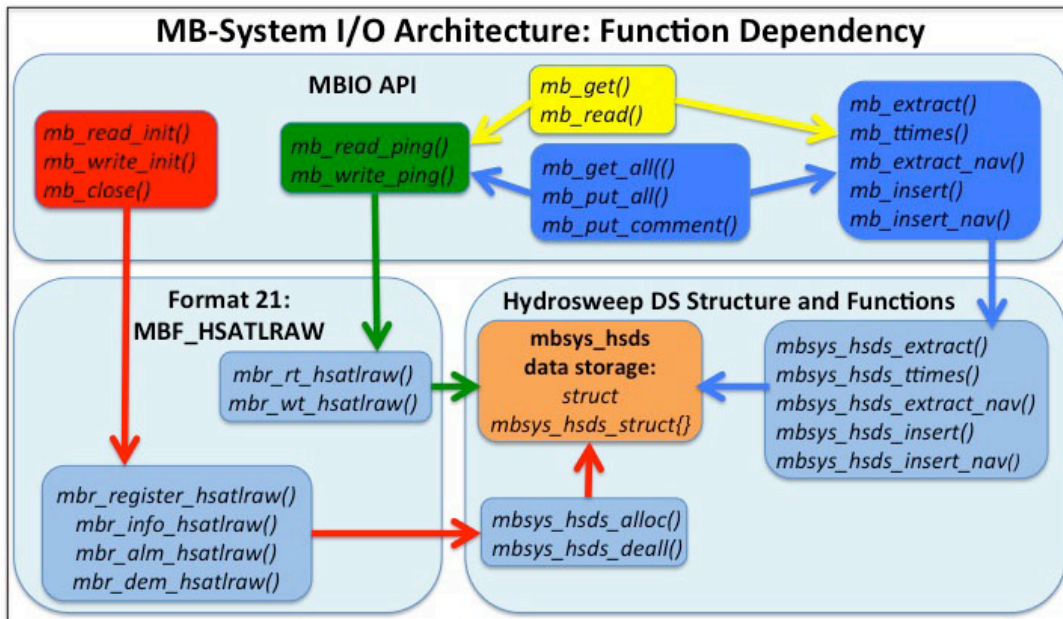 MB-System I/O Architecture: Function Dependency
MBIO API
mb_read_init()
mb_write_init()
mb_close()
mb_read_ping()
mb_write_ping()
mb_get()
mb_read()
mb_get_all(()
mb_put_all()
mb_put_comment()
mb_extract()
mb_ttimes()
mb_extract_nav()
mb_insert()
mb_insert_nav()
Format 21:
MBF_HSATLRAW
mbr_rt_hsatlraw()
mbr_wt_hsatlraw()
mbr_register_hsatlraw()
mbr_info_hsatlraw()
mbr_alm_hsatlraw()
mbr_dem_hsatlraw()
Hydrosweep DS Structure and Functions
mbsys_hsds
data storage:
struct
mbsys_hsds_struct{}
mbsys_hsds_alloc()
mbsys_hsds_deall()
mbsys_hsds_extract()
mbsys_hsds_ttimes()
mbsys_hsds_extract_nav()
mbsys_hsds_insert()
mbsys_hsds_insert_nav()